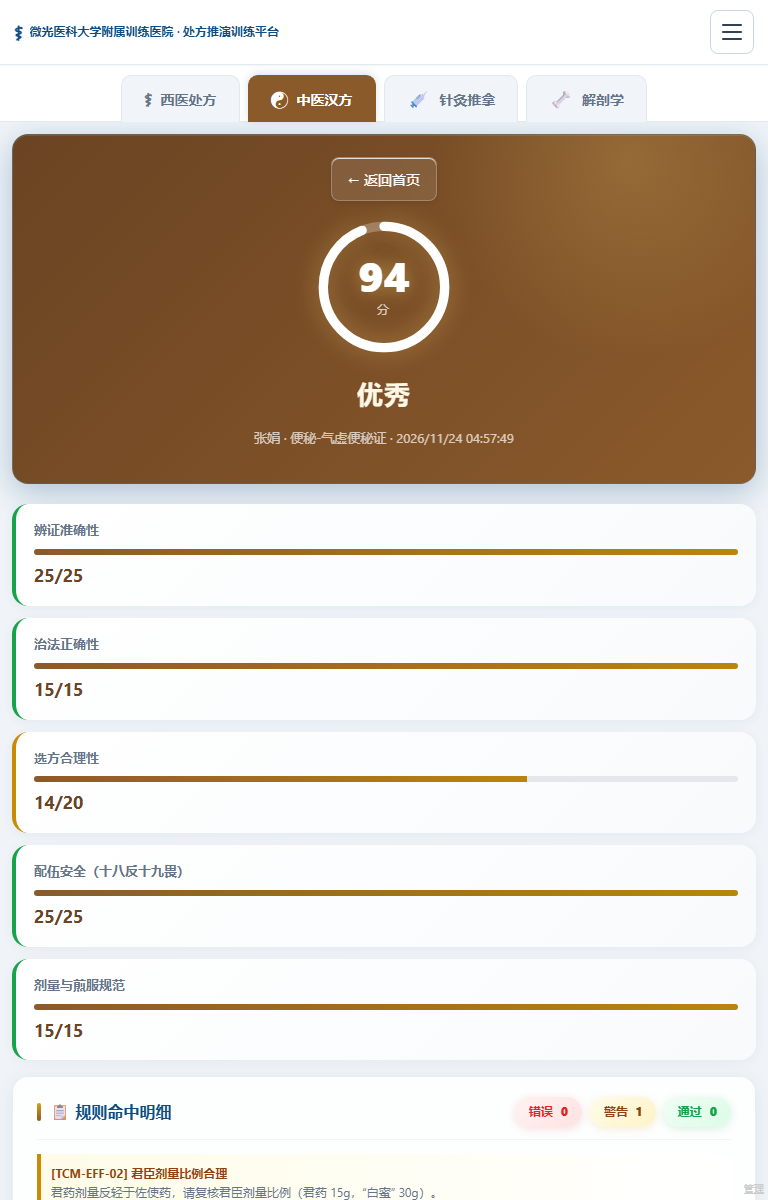 微光医科大学附属训练医院 · 处方推演训练平台
西医处方
中医汉方
针灸推拿
解剖学
← 返回首页
94
分
优秀
张娟 · 便秘-气虚便秘证 · 2026/11/24 04:57:49
辨证准确性
25/25
治法正确性
15/15
选方合理性
14/20
配伍安全（十八反十九畏）
25/25
剂量与煎服规范
15/15
规则命中明细
错误 0
警告 1
通过 0
[TCM-EFF-02] 君臣剂量比例合理
君药剂量反轻于佐使药，请复核君臣剂量比例（君药 15g，“白蜜” 30g）。
管理